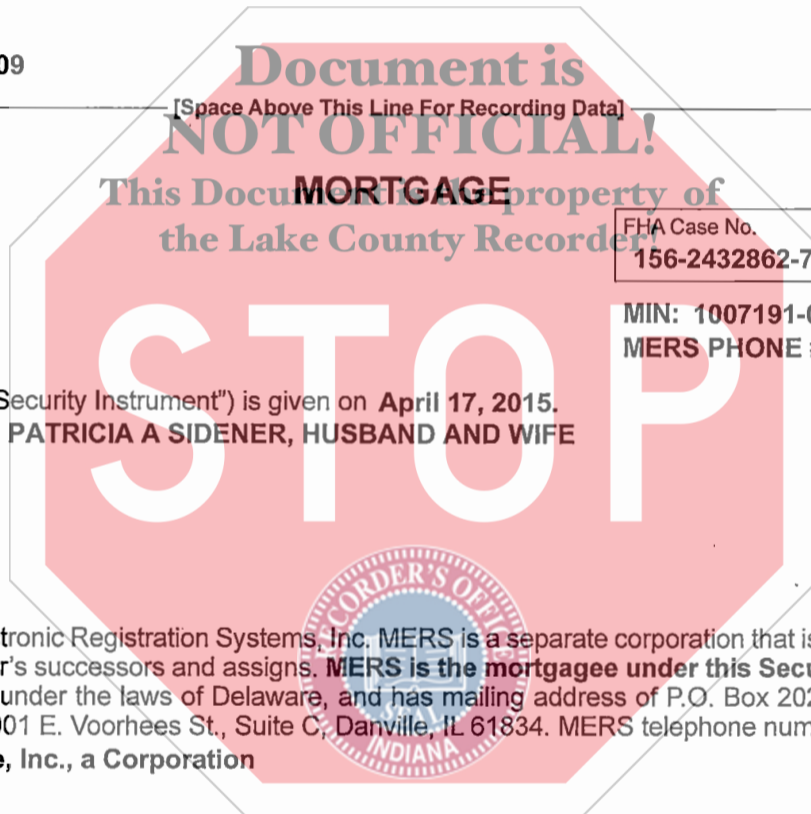 09
Document is
[Space Above This Line For Recording Data]
NOT OFFICIAL!
MORTGAGE
This Document is the property of
the Lake County Recorder!
FHA Case No.
156-2432862-7
MIN: 1007191-0
MERS PHONE
STOP
Security Instrument") is given on April 17, 2015.
PATRICIA A SIDENER, HUSBAND AND WIFE
RECORDER'S OFFICE
tronic Registration Systems, Inc. MERS is a separate corporation that is
r's successors and assigns. MERS is the mortgagee under this Secu
under the laws of Delaware, and has mailing address of P.O. Box 202
001 E. Voorhees St., Suite C, Danville, IL 61834. MERS telephone num
SEAL
INDIANA
e, Inc., a Corporation